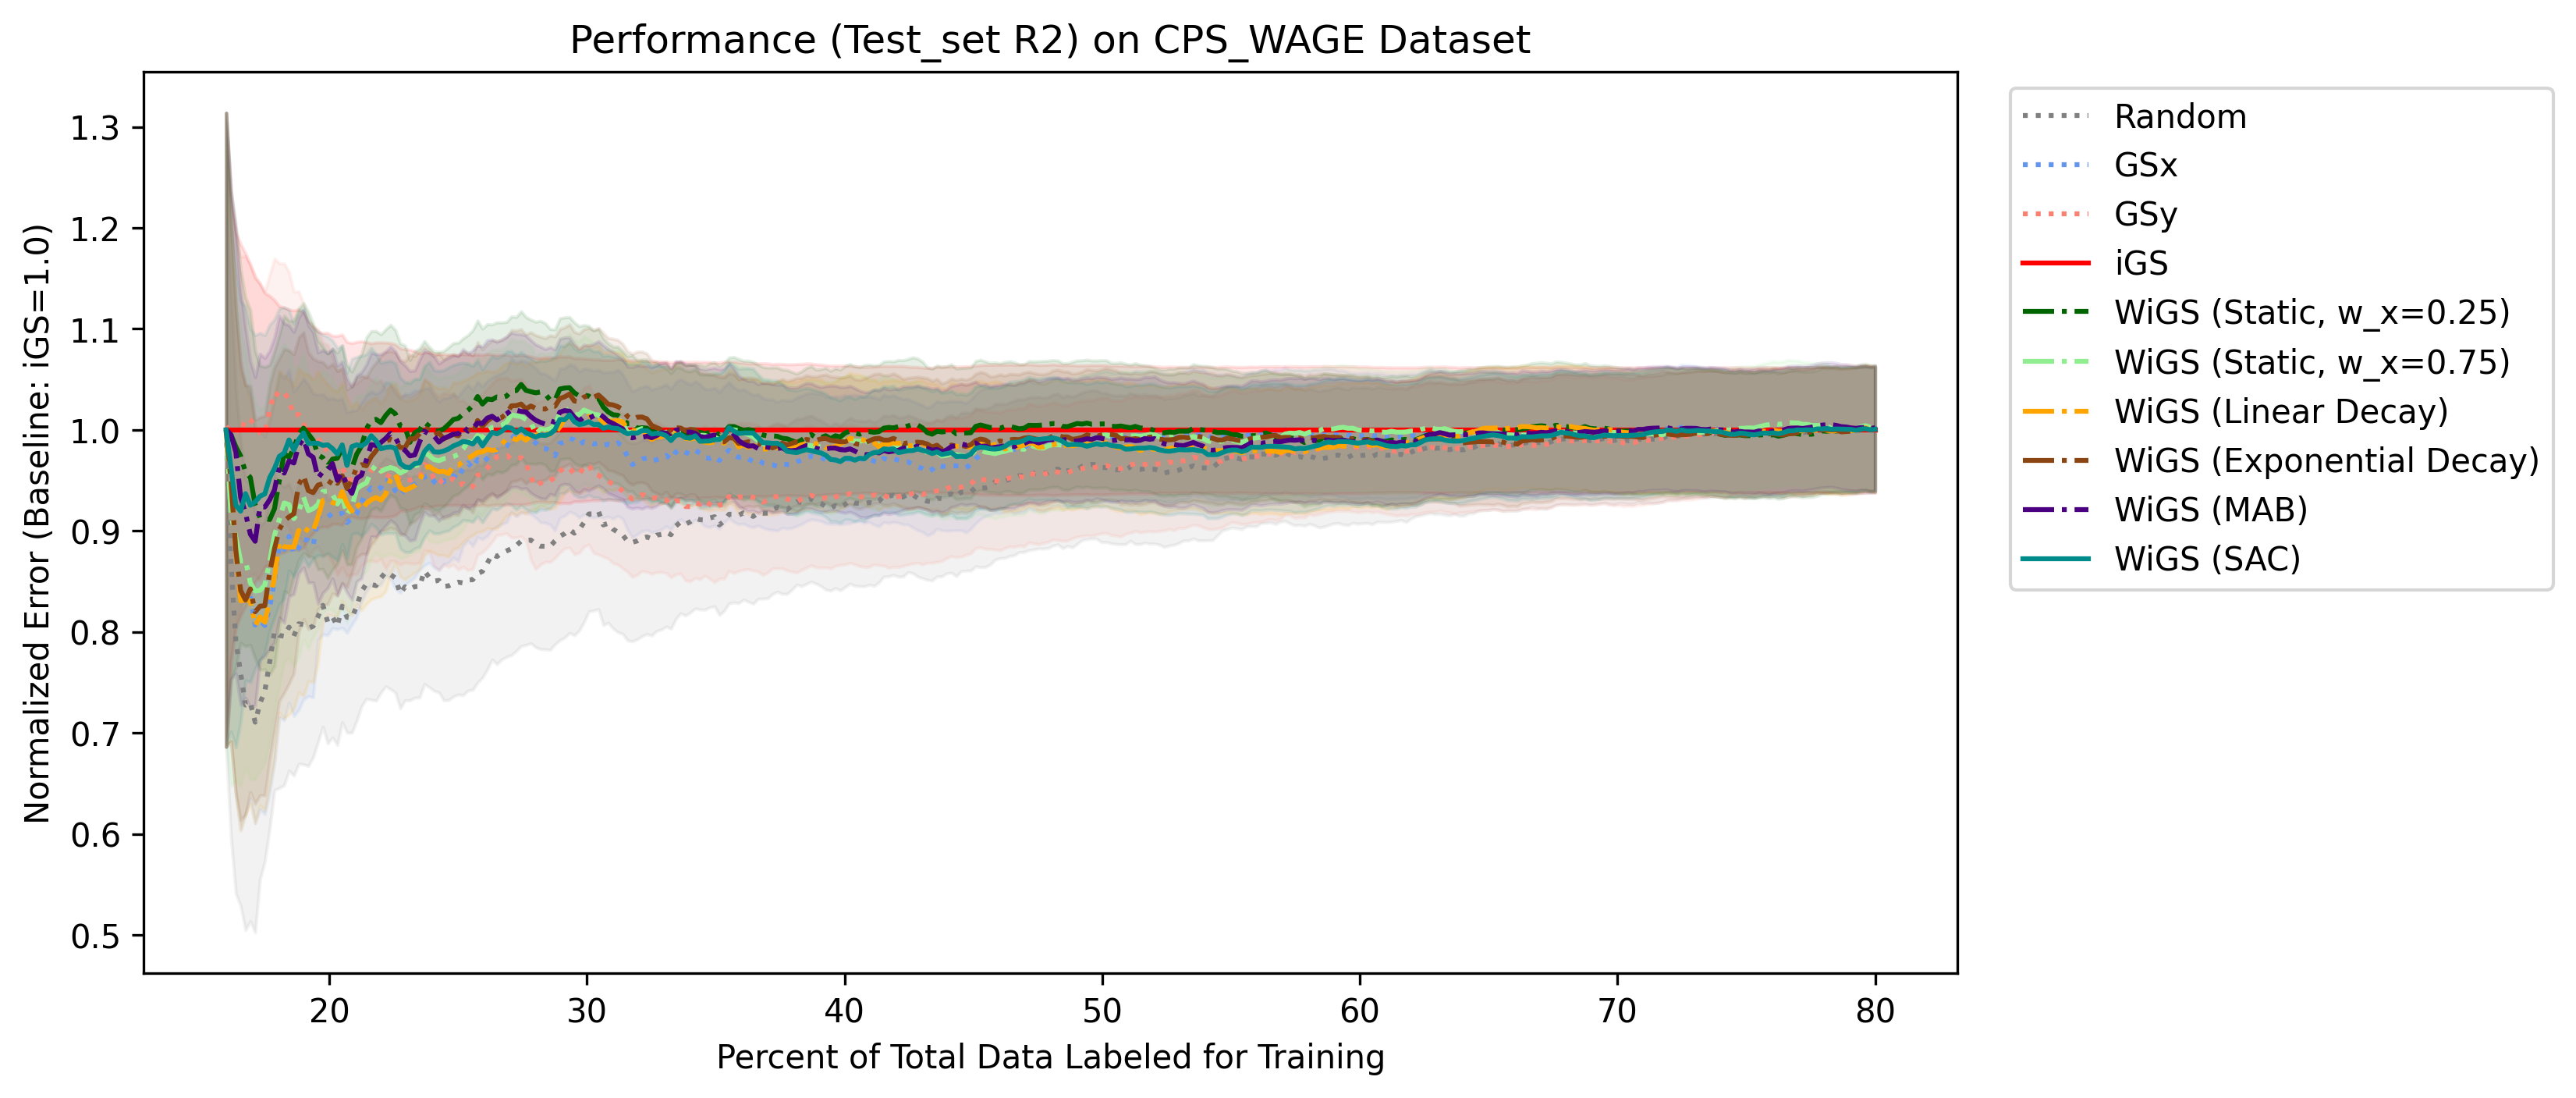 Performance (Test_set R2) on CPS_WAGE Dataset
Normalized Error (Baseline: iGS=1.0)
1.3
1.2
1.1
1.0
0.9
0.8
0.7
0.6
0.5
20 30 40 50 60 70 80
Percent of Total Data Labeled for Training
Random
GSx
GSy
iGS
WiGS (Static, w_x=0.25)
WiGS (Static, w_x=0.75)
WiGS (Linear Decay)
WiGS (Exponential Decay)
WiGS (MAB)
WiGS (SAC)